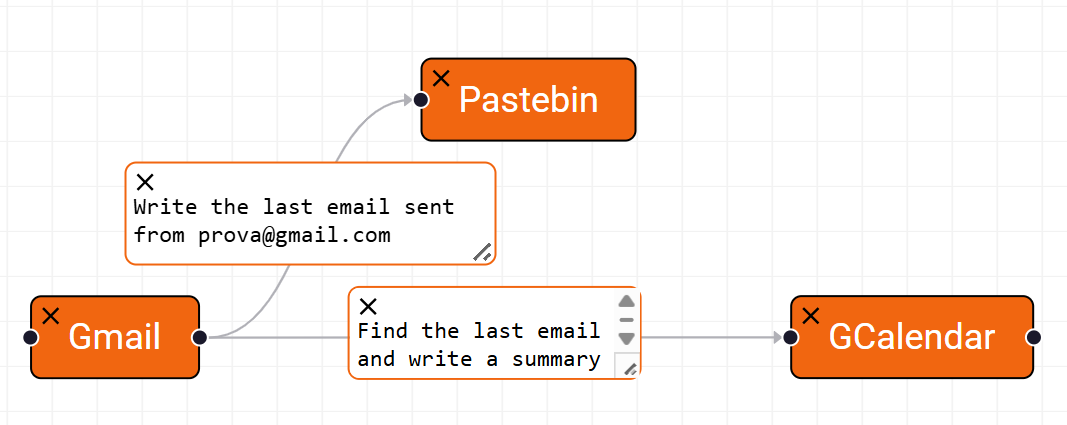 Pastebin
Write the last email sent
from prova@gmail.com
Gmail
Find the last email
and write a summary
GCalendar